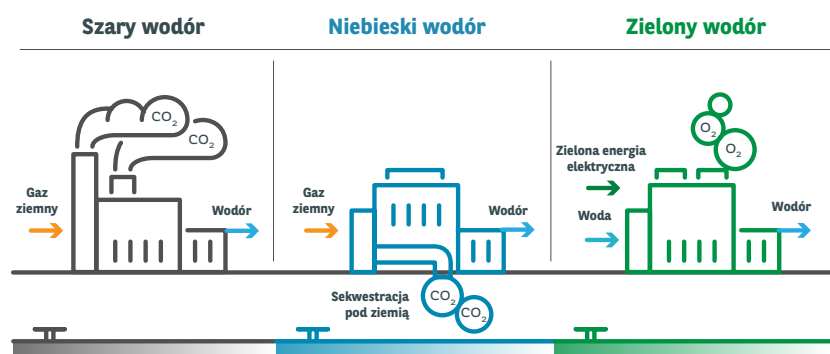 Szary wodór
Niebieski wodór
Zielony wodór
CO₂
CO₂
Gaz
ziemny
Wodór
Gaz
ziemny
Wodór
Sekwestracja
pod ziemią
CO₂
CO₂
O₂
O₂
Zielona energia
elektryczna
Woda
Wodór